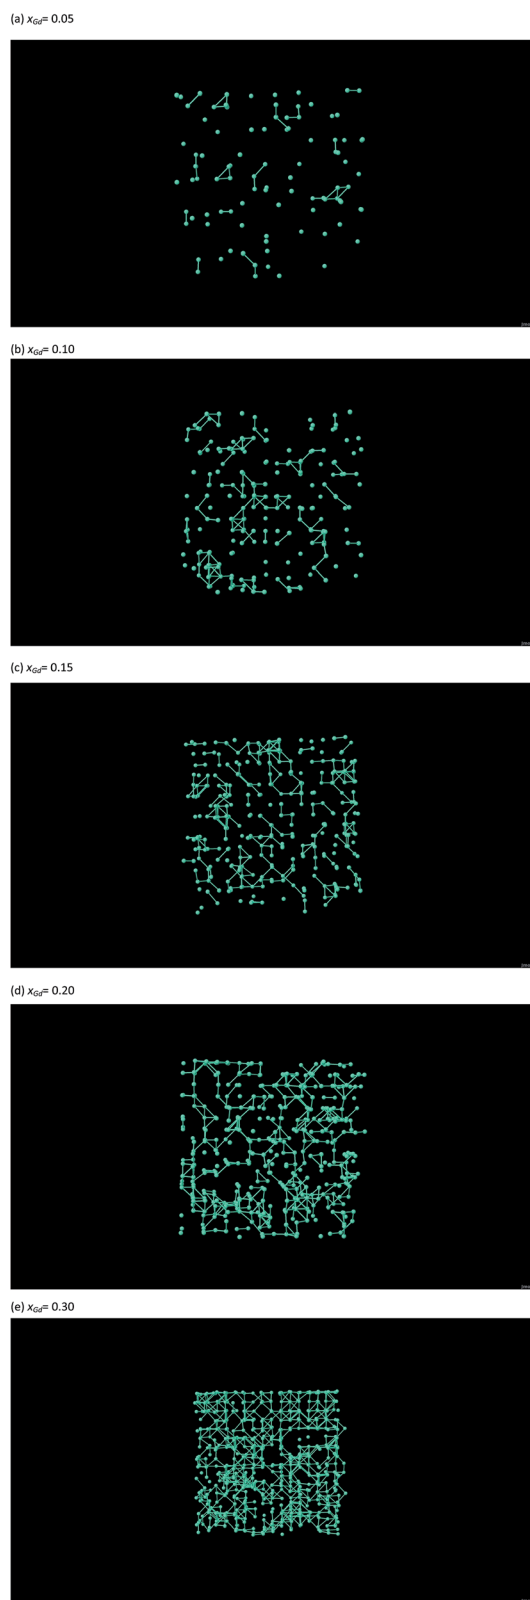 (a) xGd= 0.05
(b) xGd= 0.10
(c) xGd= 0.15
(d) xGd= 0.20
(e) xGd= 0.30